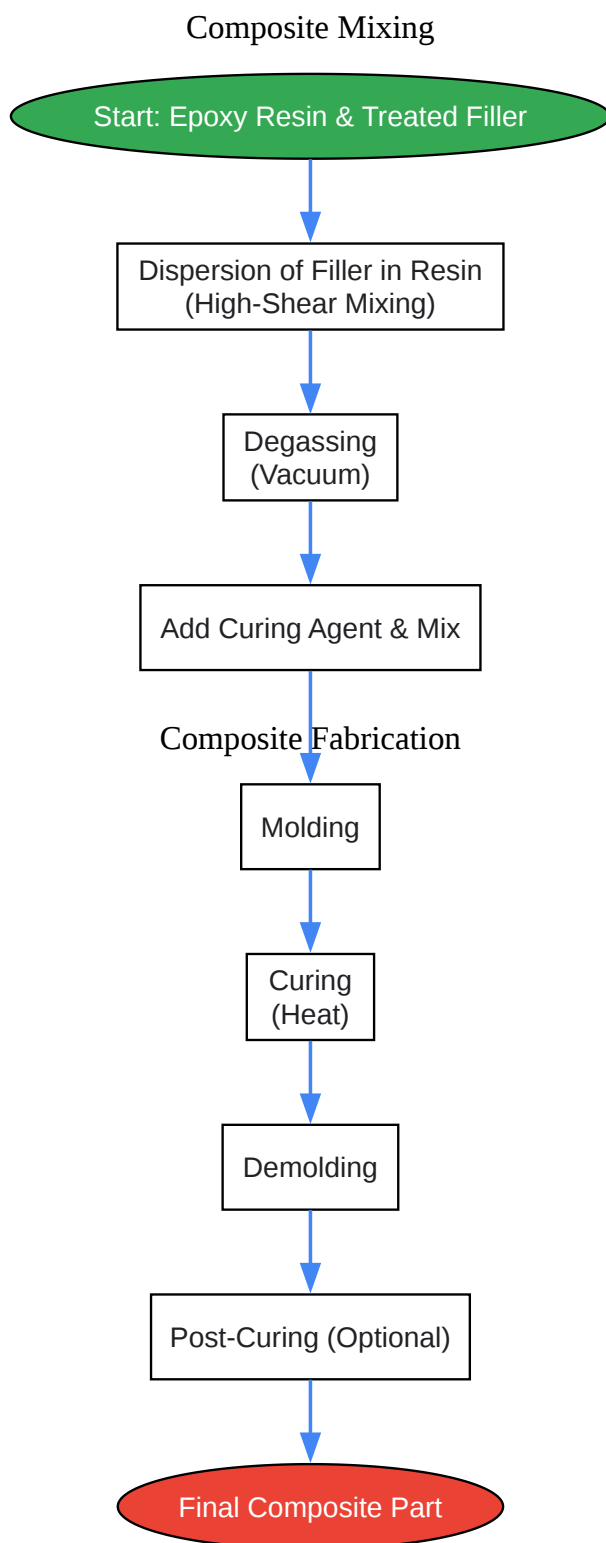 Composite Mixing
Start: Epoxy Resin & Treated Filler
Dispersion of Filler in Resin
(High-Shear Mixing)
Degassing
(Vacuum)
Add Curing Agent & Mix
Composite Fabrication
Molding
Curing
(Heat)
Demolding
Post-Curing (Optional)
Final Composite Part